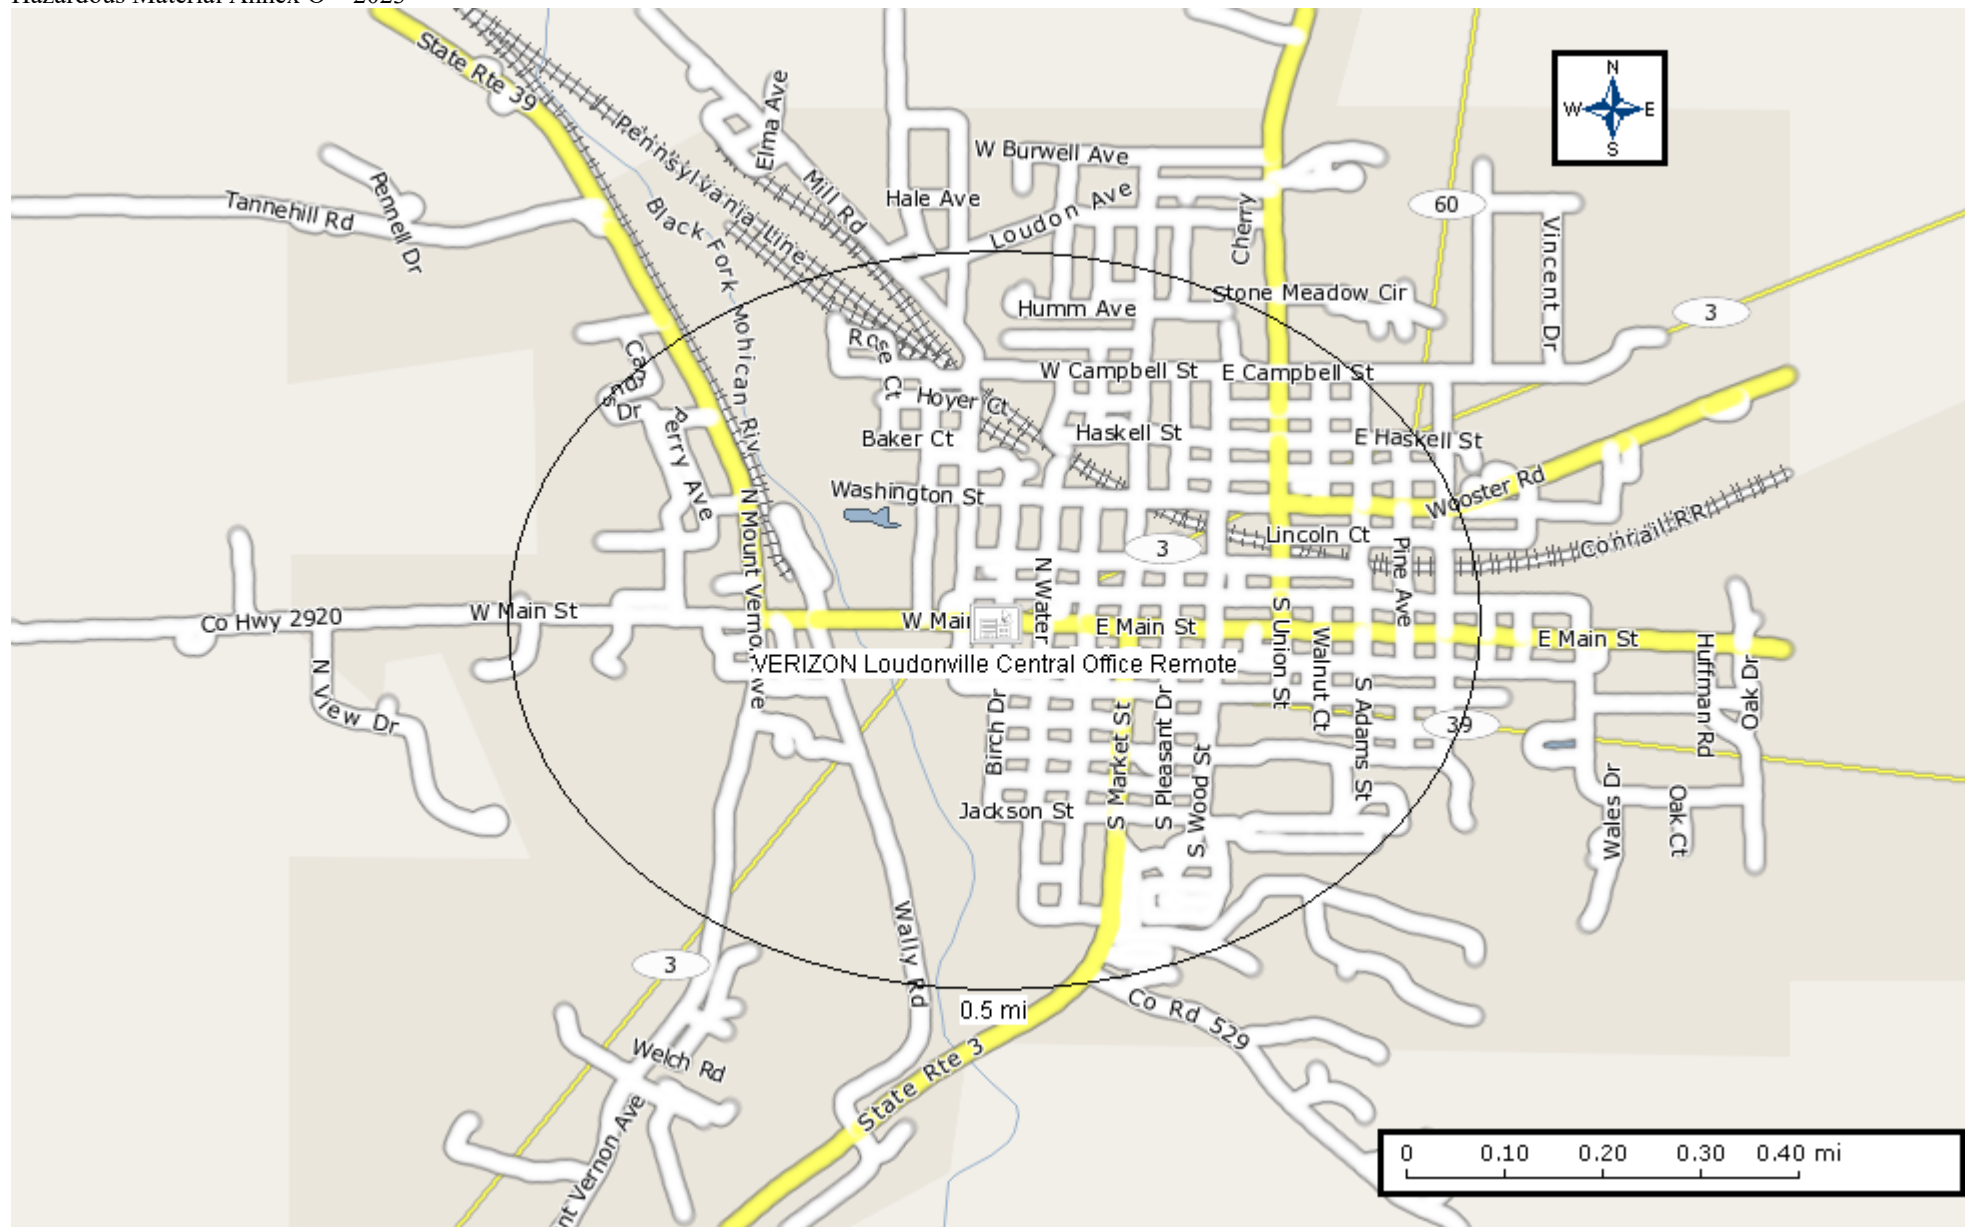 Hazardous Material Annex O – 2023
State Rte 39
Elma Ave
N
W E
S
Pennsylvania Line
W Burwell Ave
Mill Rd
Hale Ave
Loudon Ave
Cherry
60
Vincent Dr
Tannehill Rd
Pennell Dr
Black Fork Mohican Riv
Stone Meadow Cir
3
Humm Ave
Rose Ct
Candes Dr
W Campbell St
E Campbell St
Hoyer Ct
Perry Ave
Baker Ct
Haskell St
E Haskell St
Washington St
Wooster Rd
N Mount Vernon Ave
3
Lincoln Ct
Conrail RR
N Water
Pine Ave
Co Hwy 2920
W Main St
W Main
E Main St
S Union St
Walnut Ct
E Main St
Huffman Rd
Oak Dr
VERIZON Loudonville Central Office Remote
N View Dr
Birch Dr
S Market St
S Pleasant Dr
S Wood St
S Adams St
39
Jackson St
Wales Dr
Oak Ct
3
Wally Rd
0.5 mi
Co Rd 529
Welch Rd
State Rte 3
nt Vernon Ave
0 0.10 0.20 0.30 0.40 mi